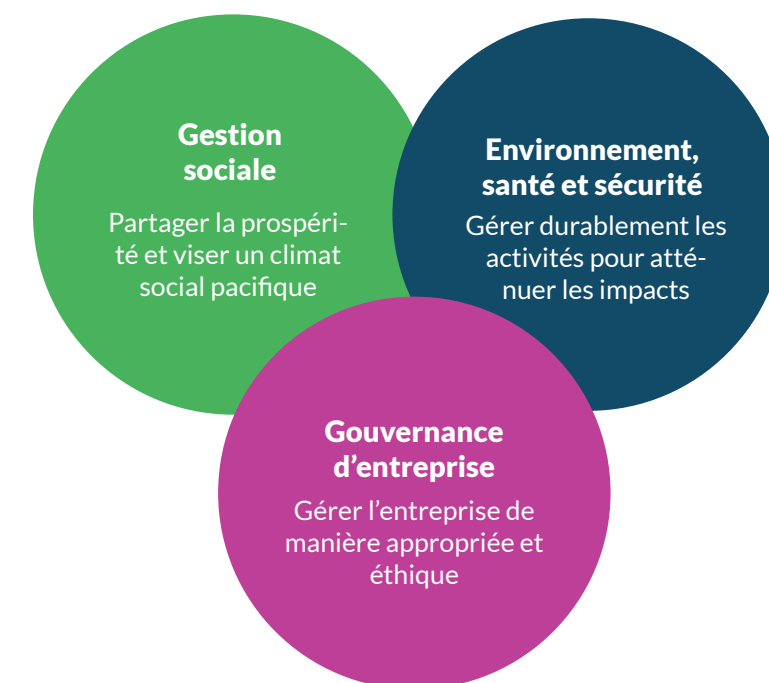 Gestion
sociale
Partager la prospéri-
té et viser un climat
social pacifique
Environnement,
santé et sécurité
Gérer durablement les
activités pour atté-
nuer les impacts
Gouvernance
d’entreprise
Gérer l’entreprise de
manière appropriée et
éthique